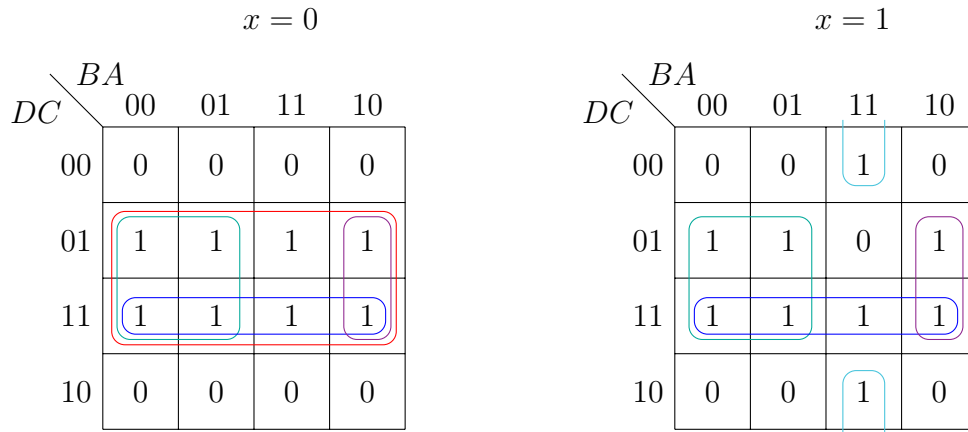 x = 0
BA
DC 00 01 11 10
00 0 0 0 0
01 1 1 1 1
11 1 1 1 1
10 0 0 0 0
x = 1
BA
DC 00 01 11 10
00 0 0 1 0
01 1 1 0 1
11 1 1 1 1
10 0 0 1 0